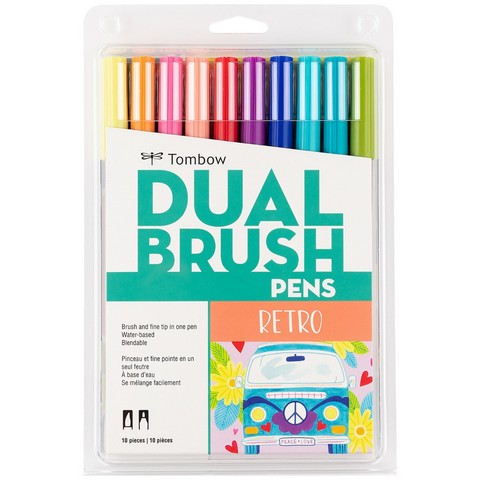 Tombow
DUAL
BRUSH
PENS
RETRO
Brush and fine tip in one pen
Water-based
Blendable
Pinceau et fine pointe en un
seul feutre
À base d'eau
Se mélange facilement
10 pieces | 10 pièces
PEACE & LOVE